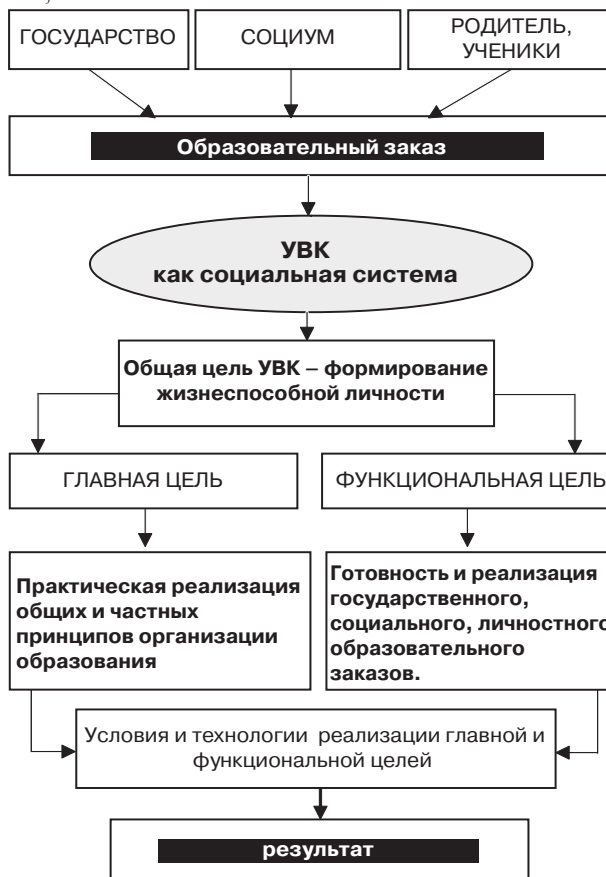 ГОСУДАРСТВО
СОЦИУМ
РОДИТЕЛЬ,
УЧЕНИКИ
Образовательный заказ
УВК
как социальная система
Общая цель УВК – формирование
жизнеспособной личности
ГЛАВНАЯ ЦЕЛЬ
ФУНКЦИОНАЛЬНАЯ ЦЕЛЬ
Практическая реализация
общих и частных
принципов организации
образования
Готовность и реализация
государственного,
социального, личностного
образовательного
заказов.
Условия и технологии реализации главной и
функциональной целей
результат